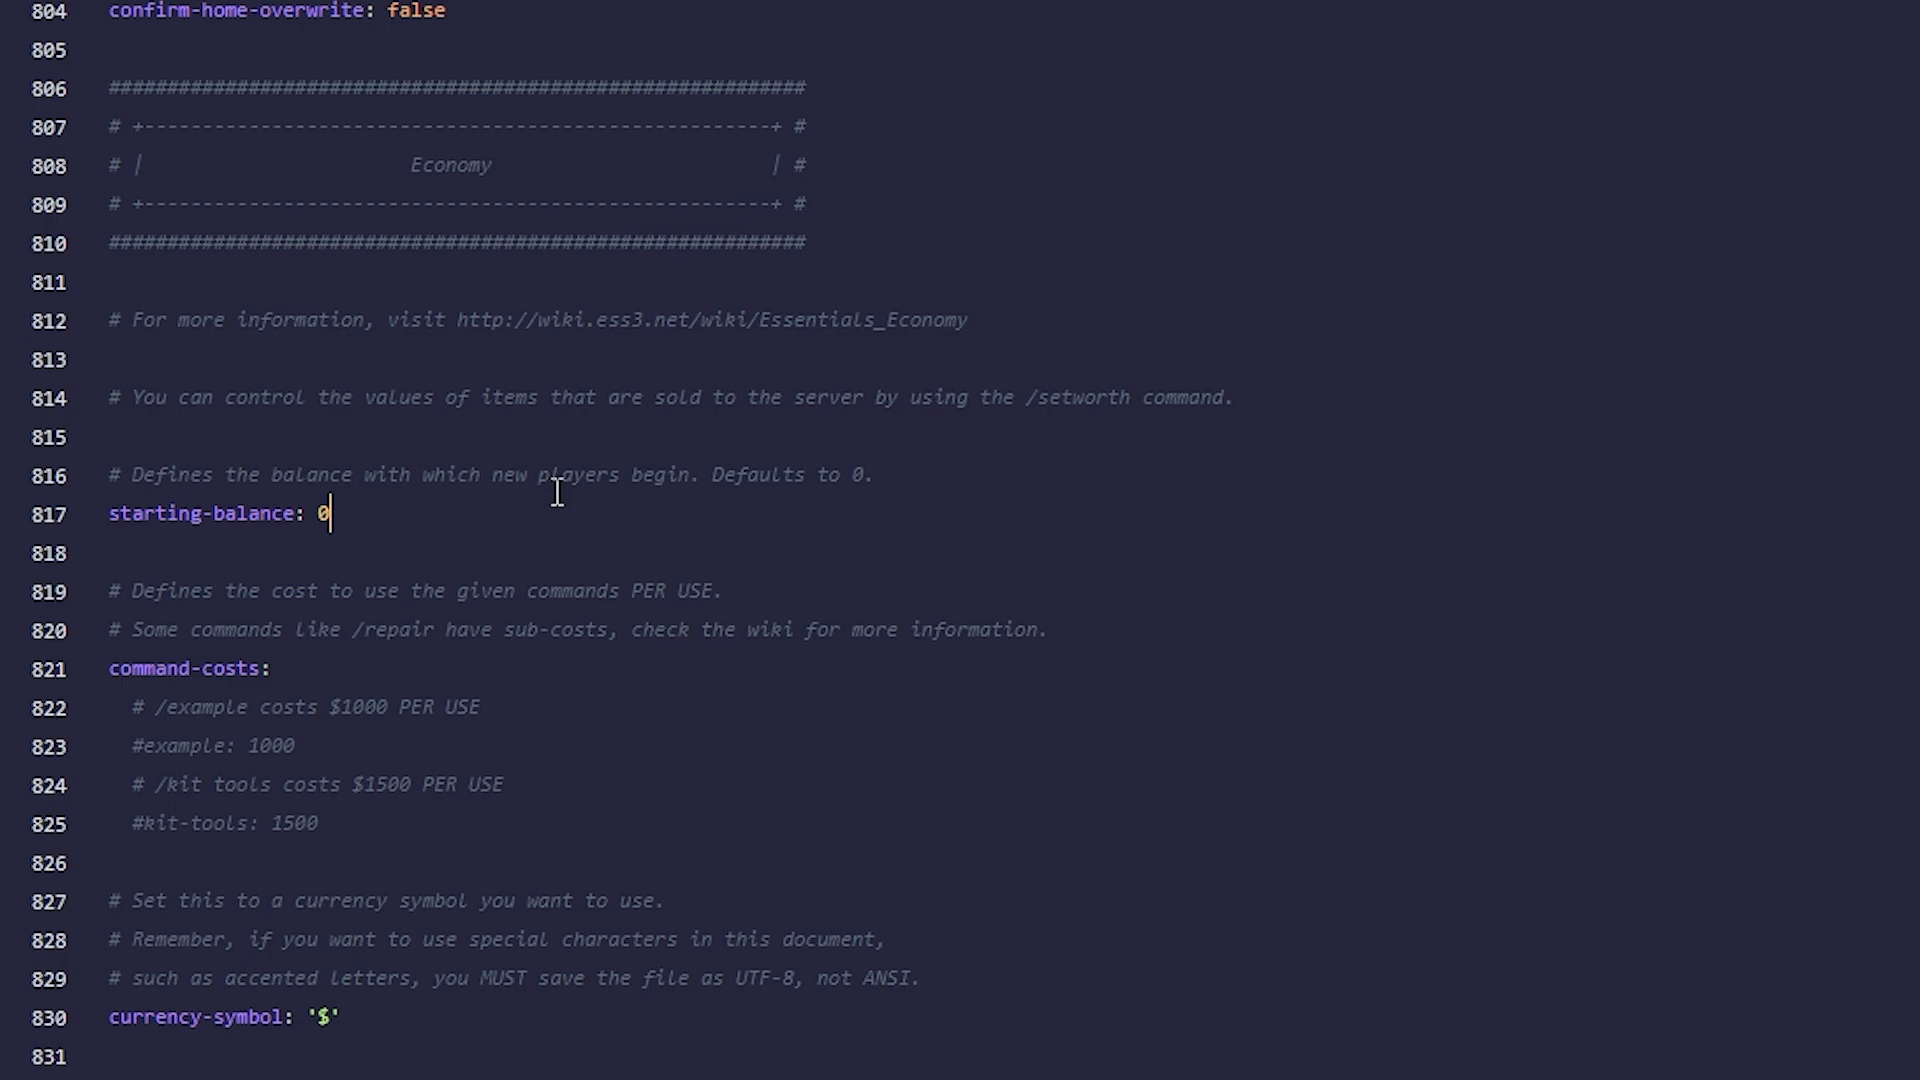 804 confirm-home-overwrite: false
805
806 ############################################################
807 # +------------------------------------------------------+ #
808 # | Economy | #
809 # +------------------------------------------------------+ #
810 ############################################################
811
812 # For more information, visit http://wiki.ess3.net/wiki/Essentials_Economy
813
814 # You can control the values of items that are sold to the server by using the /setworth command.
815
816 # Defines the balance with which new players begin. Defaults to 0.
817 starting-balance: 0
818
819 # Defines the cost to use the given commands PER USE.
820 # Some commands like /repair have sub-costs, check the wiki for more information.
821 command-costs:
822 # /example costs $1000 PER USE
823 #example: 1000
824 # /kit tools costs $1500 PER USE
825 #kit-tools: 1500
826
827 # Set this to a currency symbol you want to use.
828 # Remember, if you want to use special characters in this document,
829 # such as accented letters, you MUST save the file as UTF-8, not ANSI.
830 currency-symbol: '$'
831